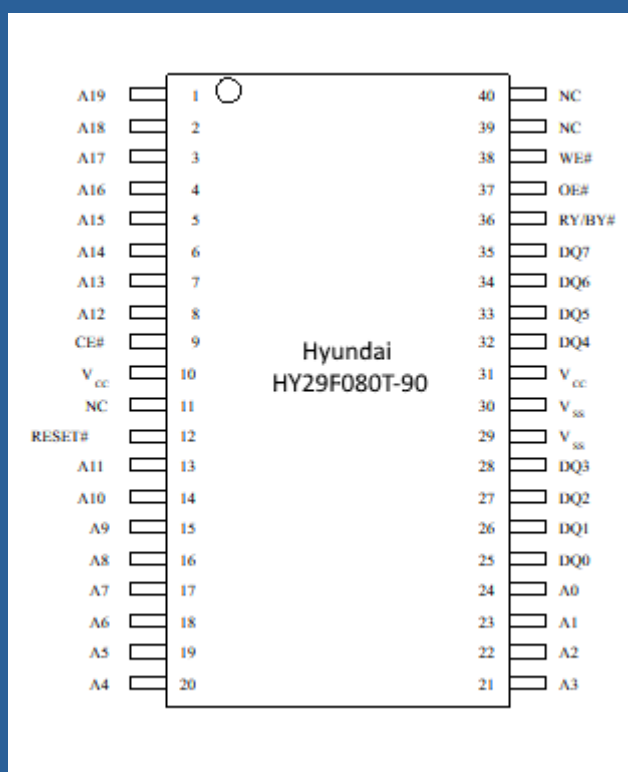 A19 1 40 NC
A18 2 39 NC
A17 3 38 WE#
A16 4 37 OE#
A15 5 36 RY/BY#
A14 6 35 DQ7
A13 7 34 DQ6
A12 8 33 DQ5
CE# 9 32 DQ4
Hyundai
HY29F080T-90
Vcc 10 31 Vcc
NC 11 30 Vss
RESET# 12 29 Vss
A11 13 28 DQ3
A10 14 27 DQ2
A9 15 26 DQ1
A8 16 25 DQ0
A7 17 24 A0
A6 18 23 A1
A5 19 22 A2
A4 20 21 A3